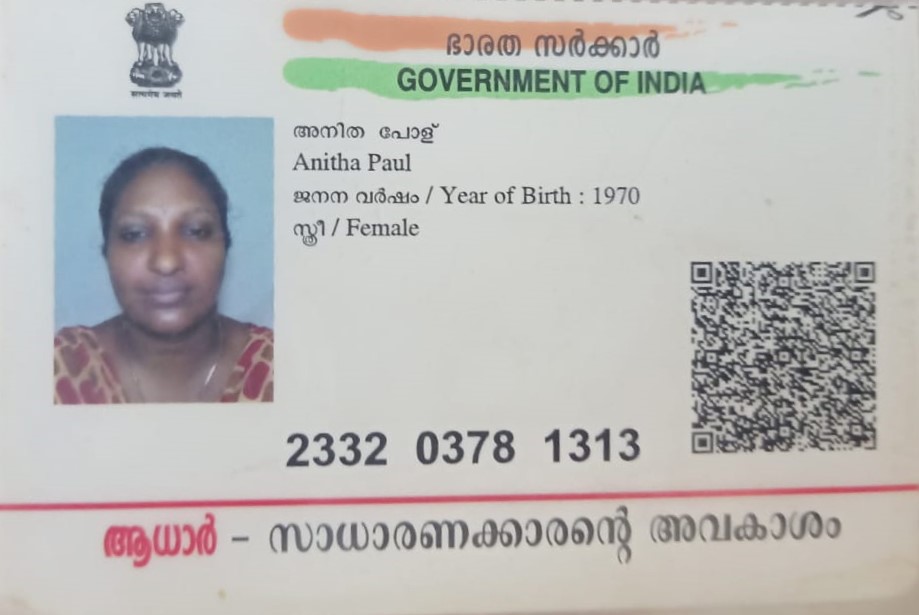 ഭാരത സർക്കാർ
GOVERNMENT OF INDIA
सत्यमेव जयते
അനിത പോള്
Anitha Paul
ജനന വർഷം / Year of Birth : 1970
സ്ത്രീ / Female
2332 0378 1313
ആധാർ – സാധാരണക്കാരന്റെ അവകാശം